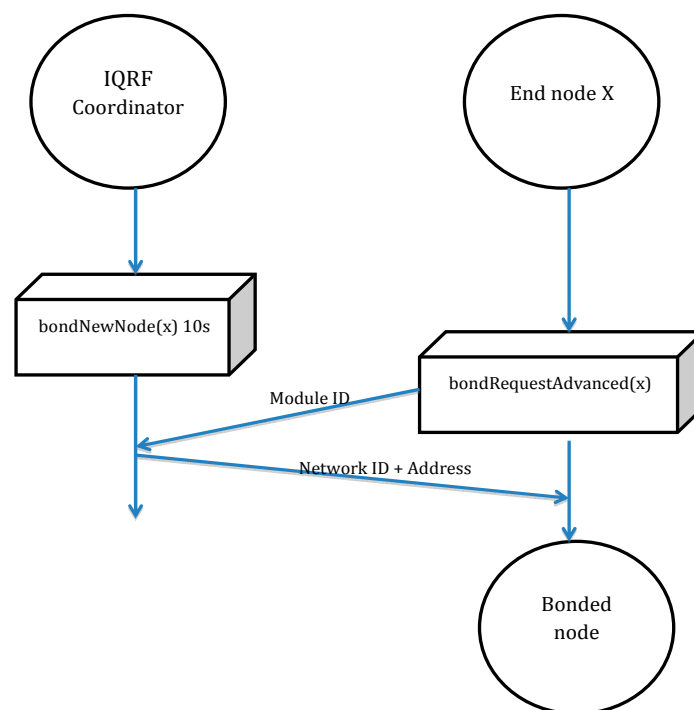 IQRF
Coordinator
End node X
bondNewNode(x) 10s
bondRequestAdvanced(x)
Module ID
Network ID + Address
Bonded
node